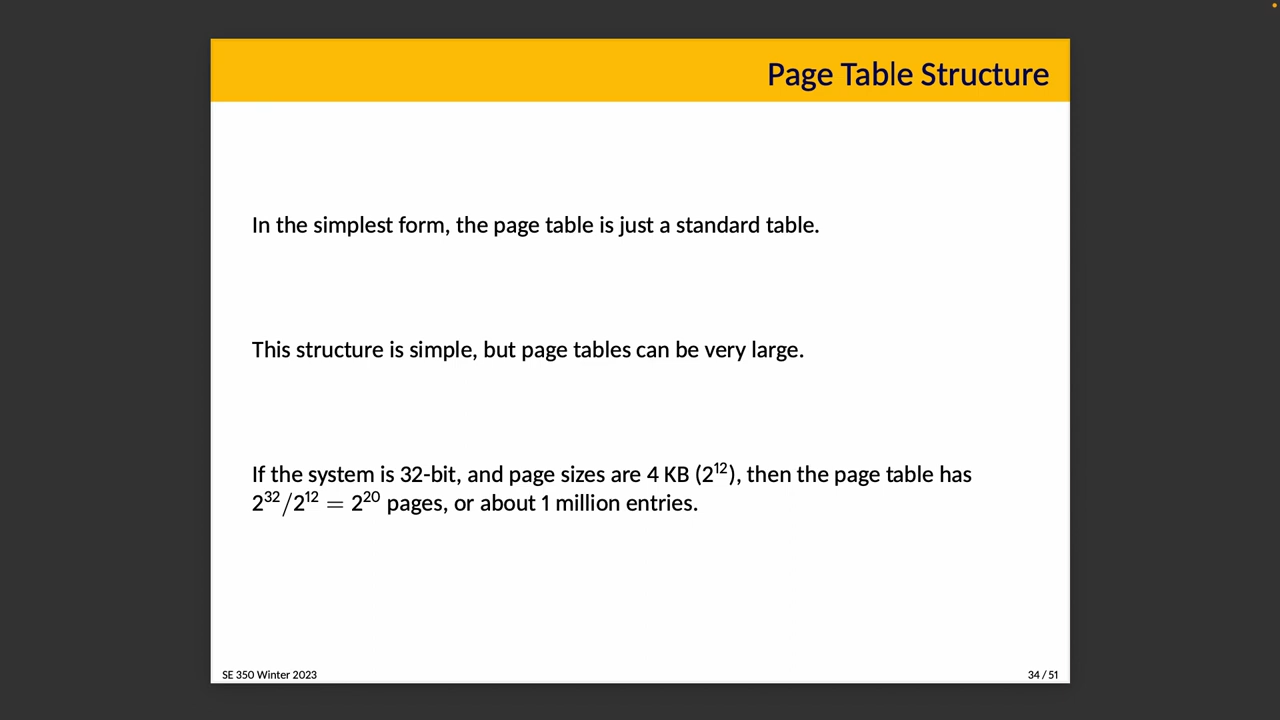 Page Table Structure
In the simplest form, the page table is just a standard table.
This structure is simple, but page tables can be very large.
If the system is 32-bit, and page sizes are 4 KB (2¹²), then the page table has
2³²/2¹² = 2²⁰ pages, or about 1 million entries.
SE 350 Winter 2023
34 / 51